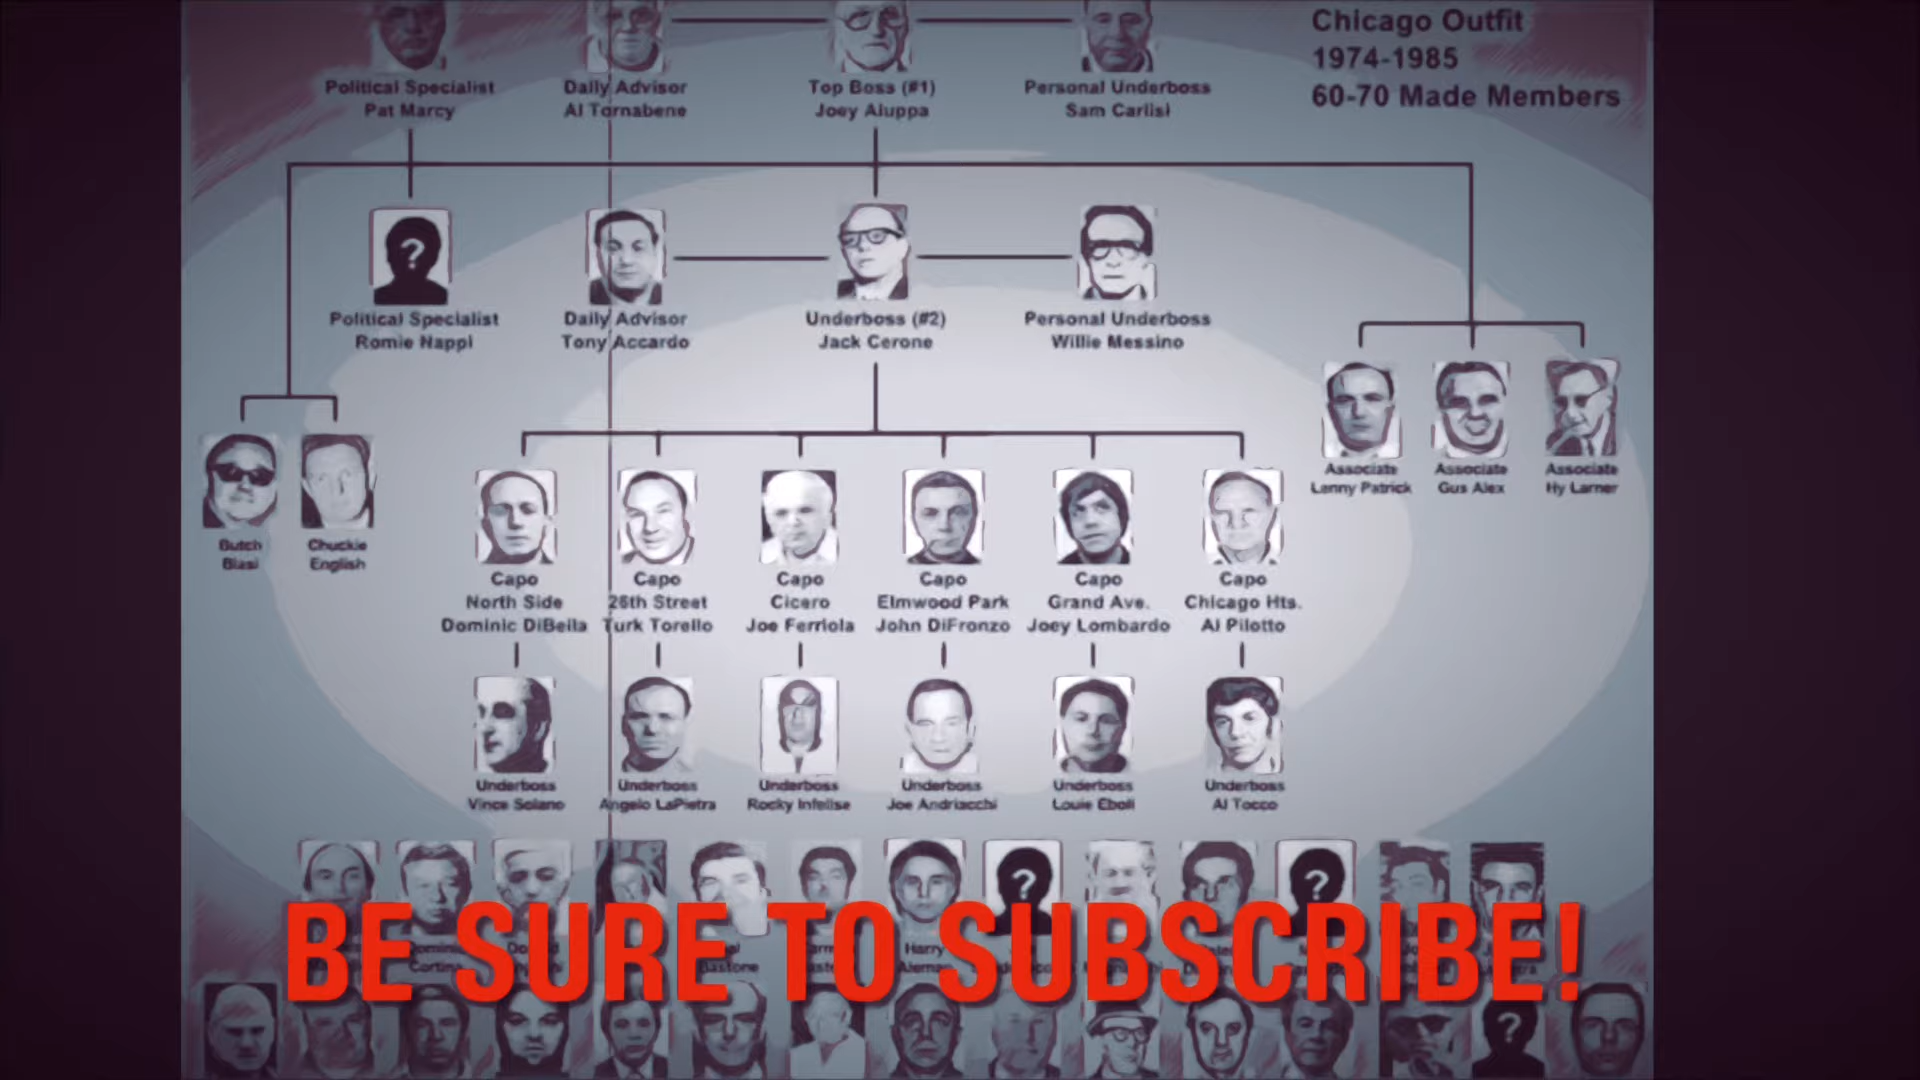 Chicago Outfit
1974-1985
60-70 Made Members
Political Specialist
Pat Marcy
Daily Advisor
Al Tornabene
Top Boss (#1)
Joey Aiuppa
Personal Underboss
Sam Carlisi
?
Political Specialist
Romie Nappi
Daily Advisor
Tony Accardo
Underboss (#2)
Jack Cerone
Personal Underboss
Willie Messino
Associate
Lenny Patrick
Associate
Gus Alex
Associate
Hy Larner
Butch
Blasi
Chuckie
English
Capo
North Side
Dominic DiBella
Capo
26th Street
Turk Torello
Capo
Cicero
Joe Ferriola
Capo
Elmwood Park
John DiFronzo
Capo
Grand Ave.
Joey Lombardo
Capo
Chicago Hts.
Al Pilotto
Underboss
Vince Solano
Underboss
Angelo LaPietra
Underboss
Rocky Infelise
Underboss
Joe Andriacchi
Underboss
Louie Eboli
Underboss
Al Tocco
?
?
Harry
BE SURE TO SUBSCRIBE!
?